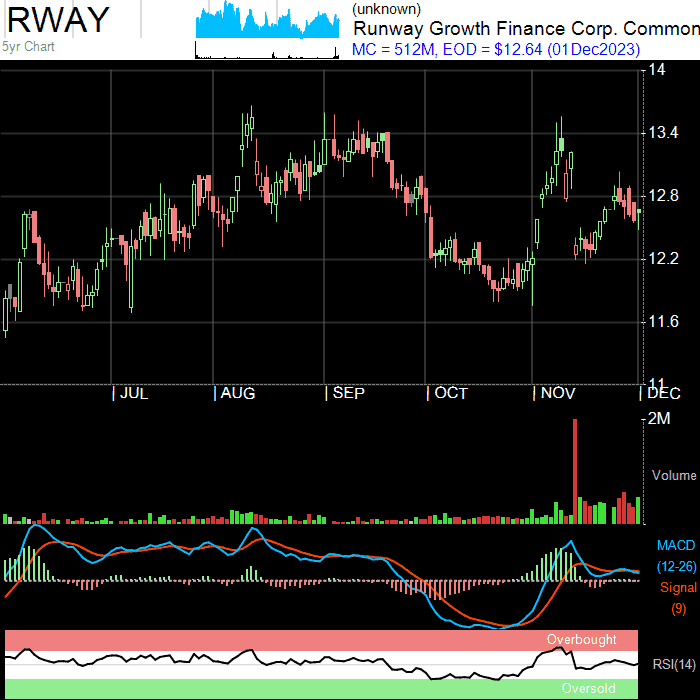 RWAY
5yr Chart
(unknown)
Runway Growth Finance Corp. Common
MC = 512M, EOD = $12.64 (01Dec2023)
14
13.4
12.8
12.2
11.6
11
JUL AUG SEP OCT NOV DEC
2M
Volume
MACD
(12-26)
Signal
(9)
Overbought
RSI(14)
Oversold